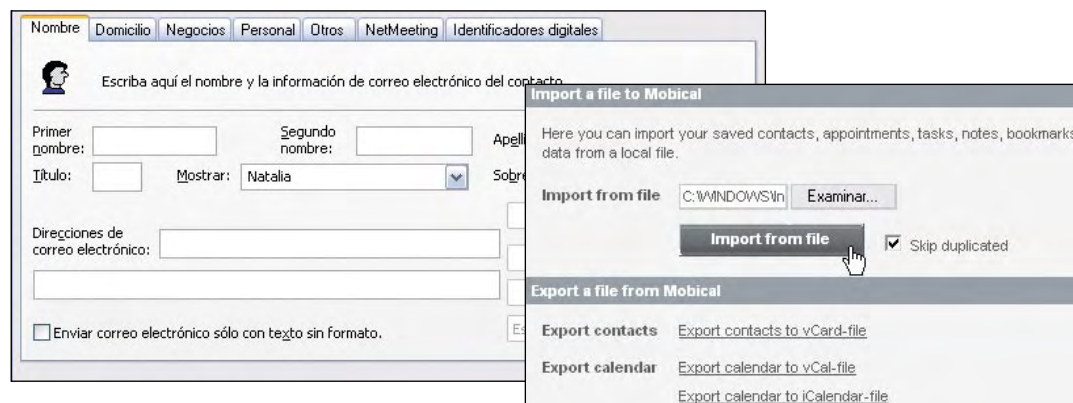 Nombre Domicilio Negocios Personal Otros NetMeeting Identificadores digitales
Escriba aquí el nombre y la información de correo electrónico del contacto
Primer nombre:
Segundo nombre:
Título:
Mostrar: Natalia
Direcciones de
correo electrónico:
Enviar correo electrónico sólo con texto sin formato.
Import a file to Mobical
Here you can import your saved contacts, appointments, tasks, notes, bookmarks
data from a local file.
Import from file C:\WINDOWS\In Examinar...
Import from file Skip duplicated
Export a file from Mobical
Export contacts Export contacts to vCard-file
Export calendar Export calendar to vCal-file
Export calendar to iCalendar-file